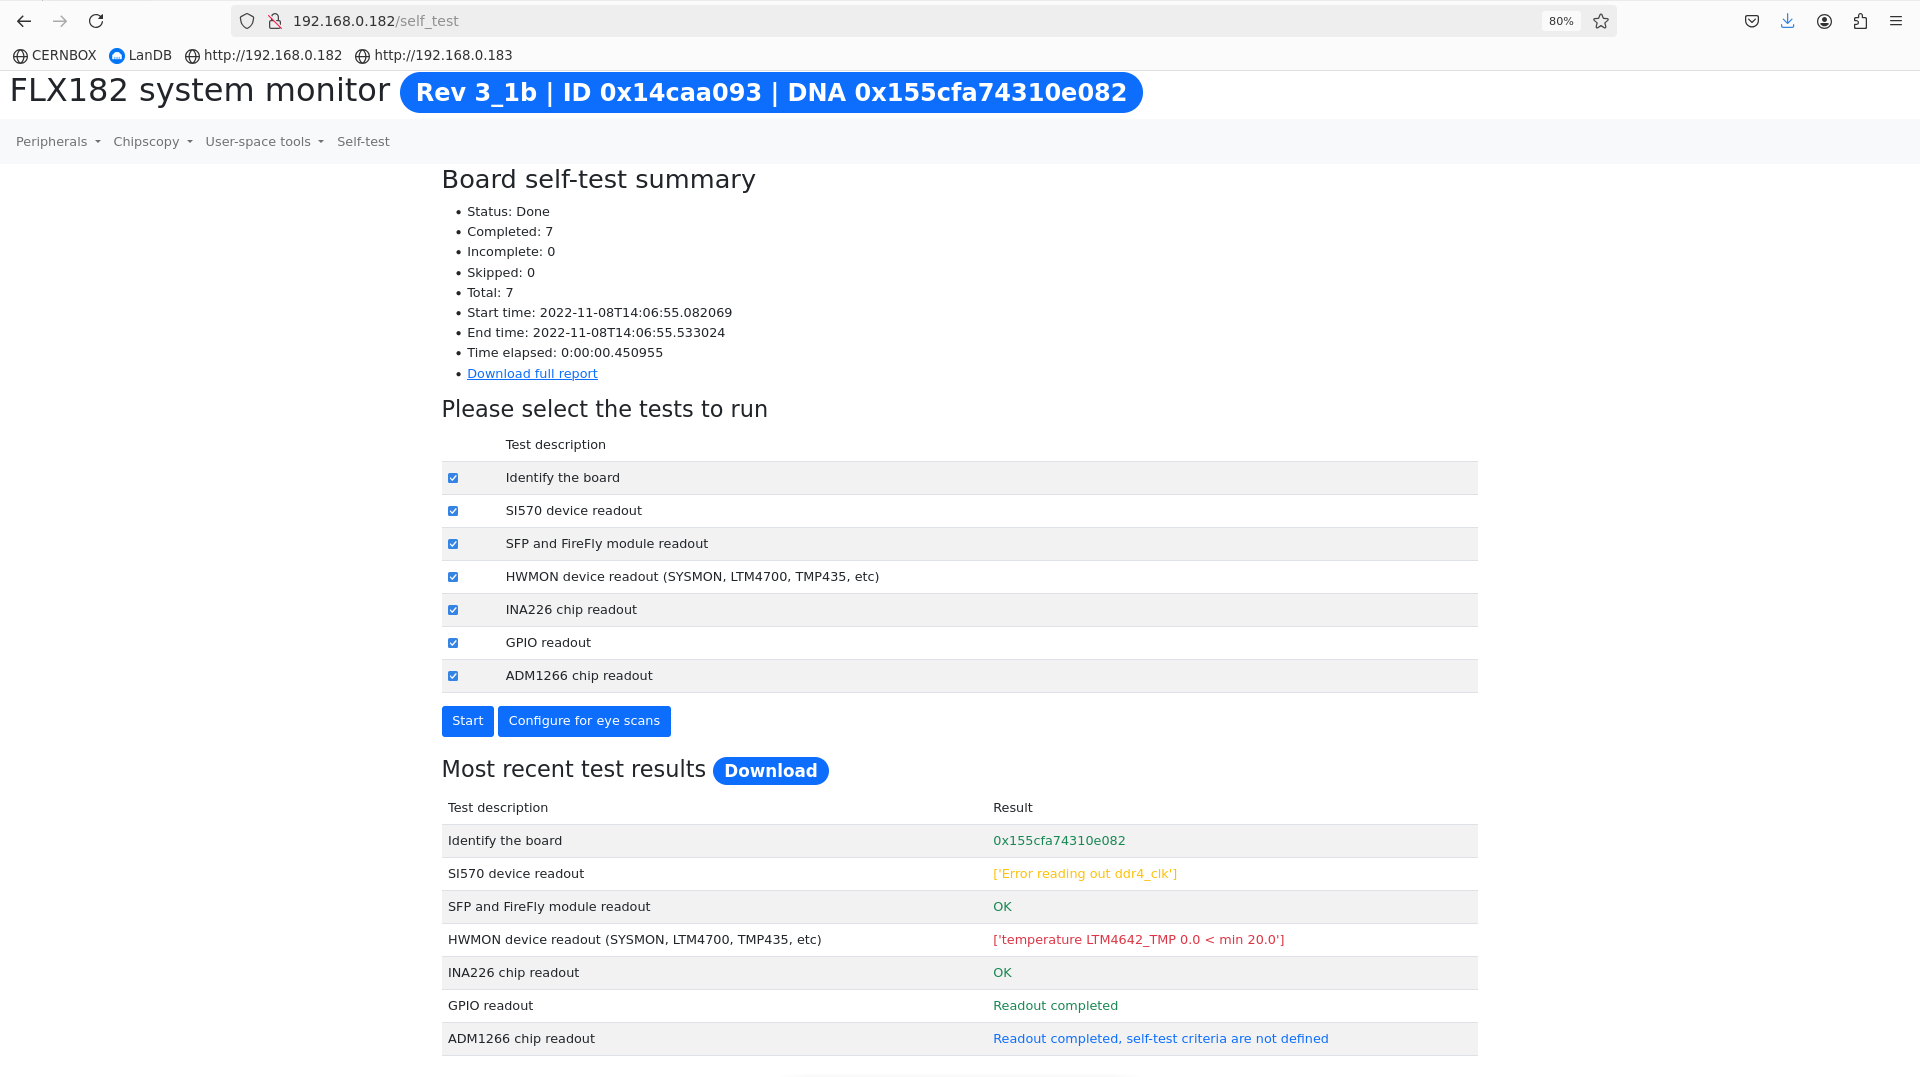 192.168.0.182/self_test 80%
CERNBOX LanDB http://192.168.0.182 http://192.168.0.183
FLX182 system monitor Rev 3_1b | ID 0x14caa093 | DNA 0x155cfa74310e082
Peripherals Chipscopy User-space tools Self-test
Board self-test summary
• Status: Done
• Completed: 7
• Incomplete: 0
• Skipped: 0
• Total: 7
• Start time: 2022-11-08T14:06:55.082069
• End time: 2022-11-08T14:06:55.533024
• Time elapsed: 0:00:00.450955
• Download full report
Please select the tests to run
Test description
Identify the board
SI570 device readout
SFP and FireFly module readout
HWMON device readout (SYSMON, LTM4700, TMP435, etc)
INA226 chip readout
GPIO readout
ADM1266 chip readout
Start Configure for eye scans
Most recent test results Download
Test description Result
Identify the board 0x155cfa74310e082
SI570 device readout ['Error reading out ddr4_clk']
SFP and FireFly module readout OK
HWMON device readout (SYSMON, LTM4700, TMP435, etc) ['temperature LTM4642_TMP 0.0 < min 20.0']
INA226 chip readout OK
GPIO readout Readout completed
ADM1266 chip readout Readout completed, self-test criteria are not defined